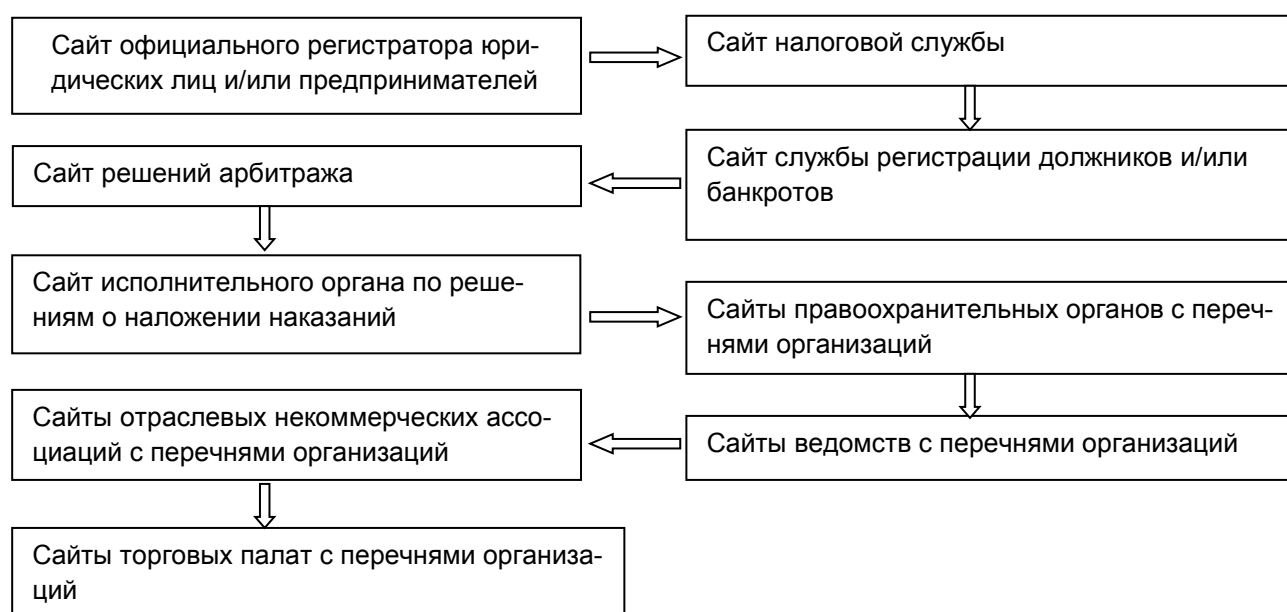 Сайт официального регистратора юри-
дических лиц и/или предпринимателей
Сайт налоговой службы
Сайт службы регистрации должников и/или
банкротов
Сайт решений арбитража
Сайт исполнительного органа по реше-
ниям о наложении наказаний
Сайты правоохранительных органов с переч-
нями организаций
Сайты ведомств с перечнями организаций
Сайты отраслевых некоммерческих ассо-
циаций с перечнями организаций
Сайты торговых палат с перечнями организа-
ций